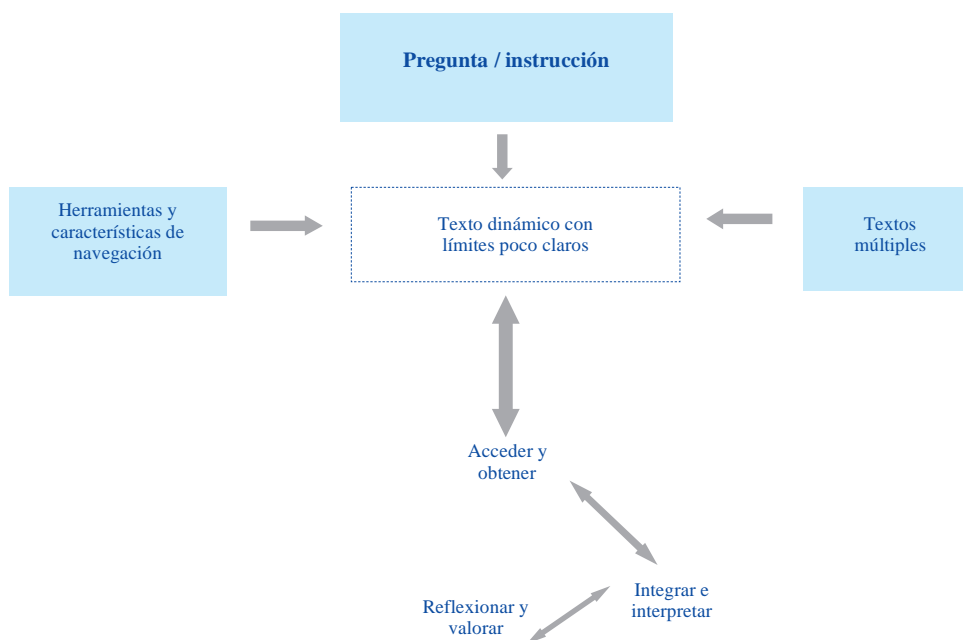 Pregunta / instrucción
Herramientas y
características de
navegación
Texto dinámico con
límites poco claros
Textos
múltiples
Acceder y
obtener
Integrar e
interpretar
Reflexionar y
valorar